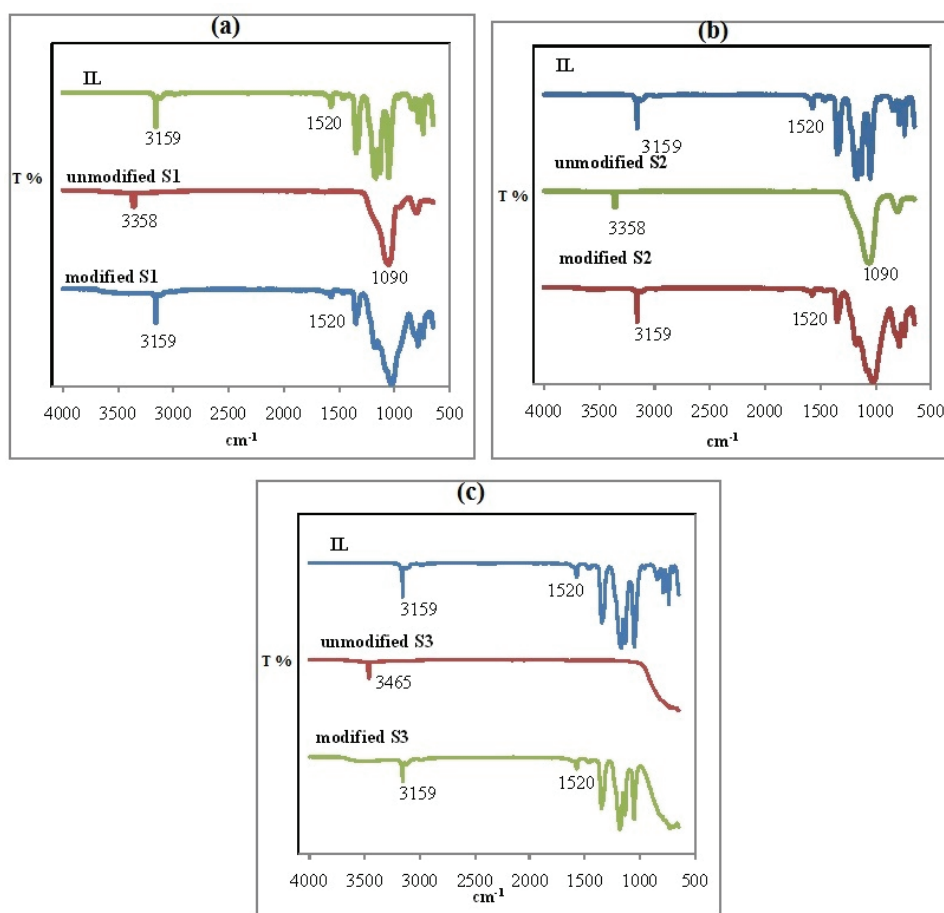 (a)
IL
3159
1520
T %
unmodified S1
3358
1090
modified S1
3159
1520
4000 3500 3000 2500 2000 1500 1000 500
cm-1
(b)
IL
3159
1520
unmodified S2
T %
3358
1090
modified S2
3159
1520
4000 3500 3000 2500 2000 1500 1000 500
cm-1
(c)
IL
3159
1520
unmodified S3
T %
3465
modified S3
3159
1520
4000 3500 3000 2500 2000 1500 1000 500
cm-1